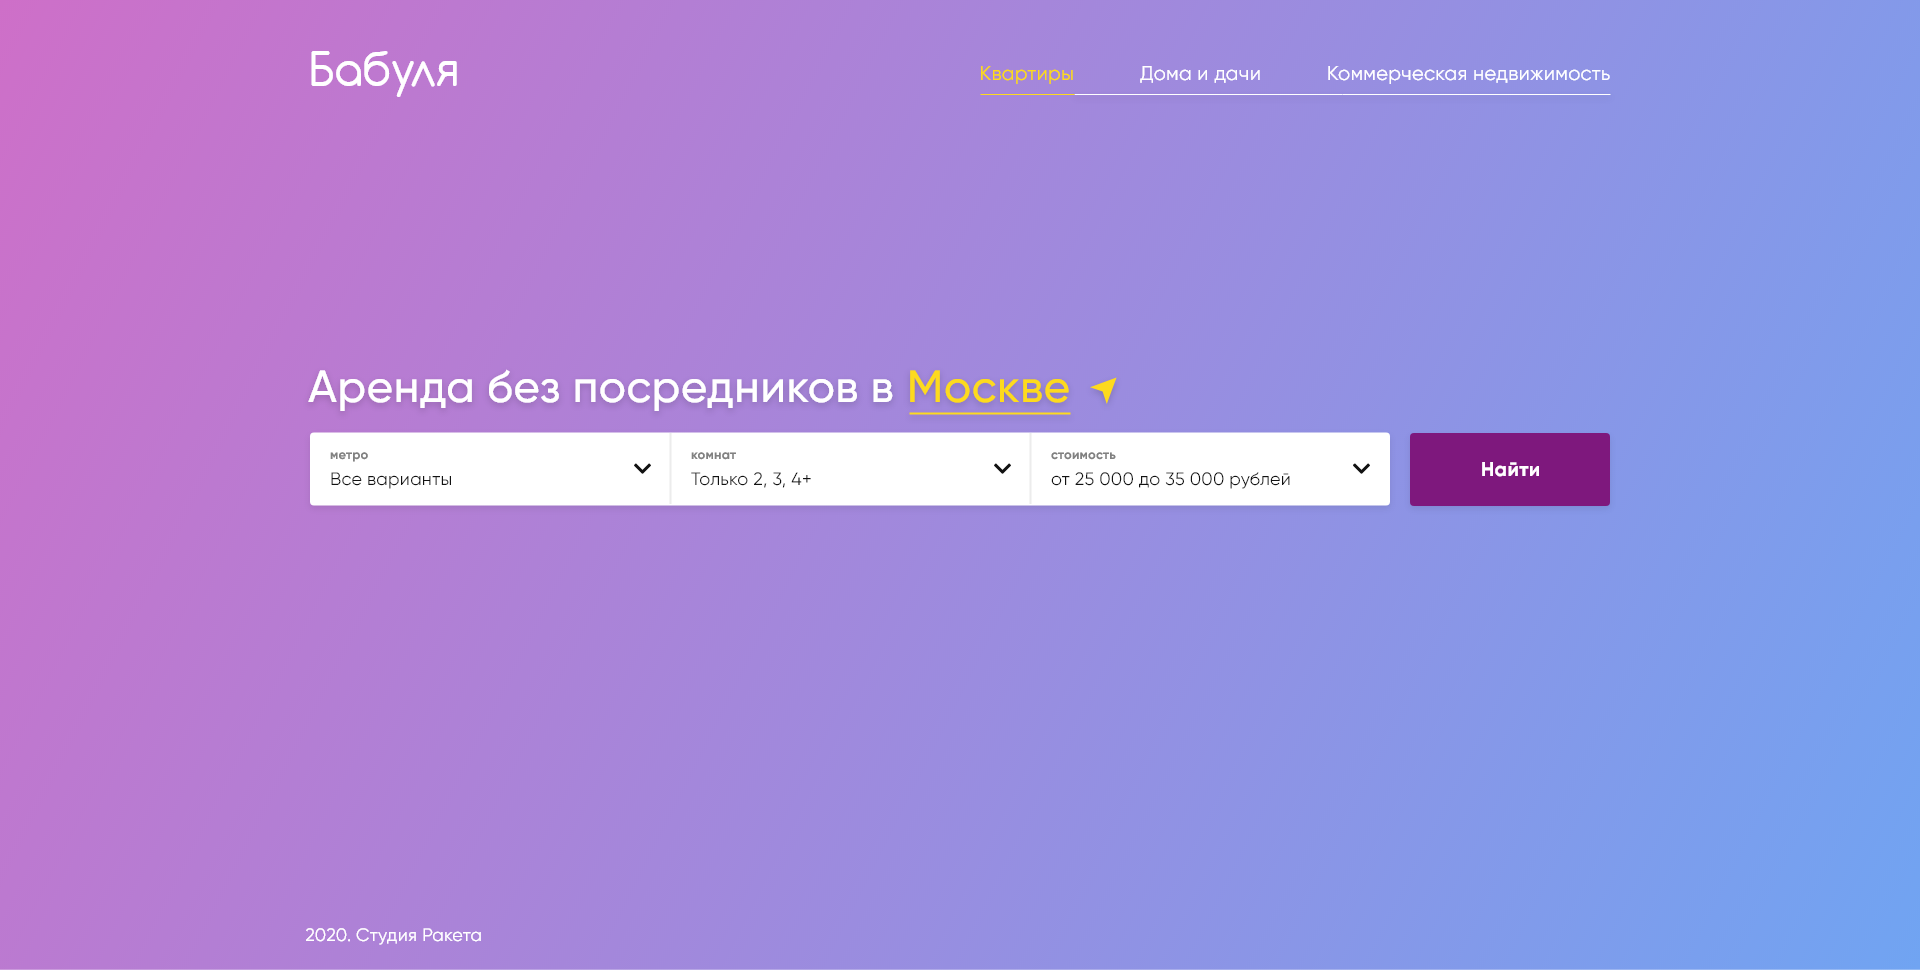 Бабуля
Квартиры
Дома и дачи
Коммерческая недвижимость
Аренда без посредников в Москве
метро
Все варианты
комнат
Только 2, 3, 4+
стоимость
от 25 000 до 35 000 рублей
Найти
2020. Студия Ракета